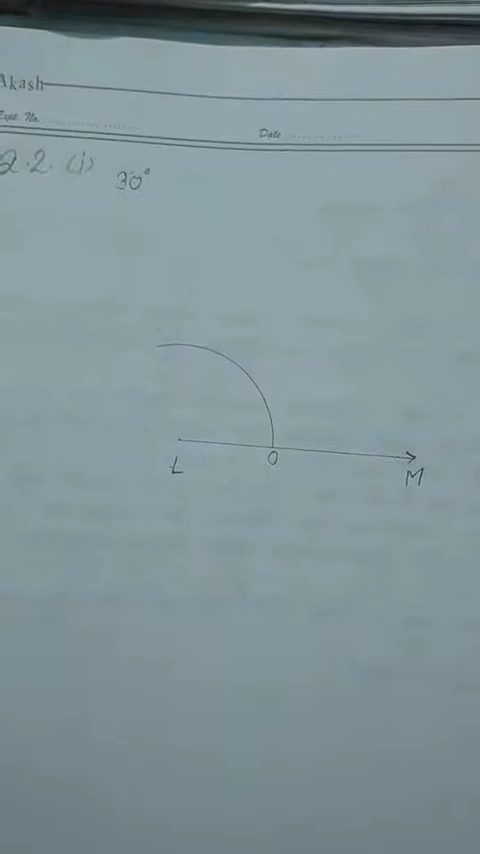 Akash
Expt. No.
Date
Q.2. (i) 30°
L
O
M